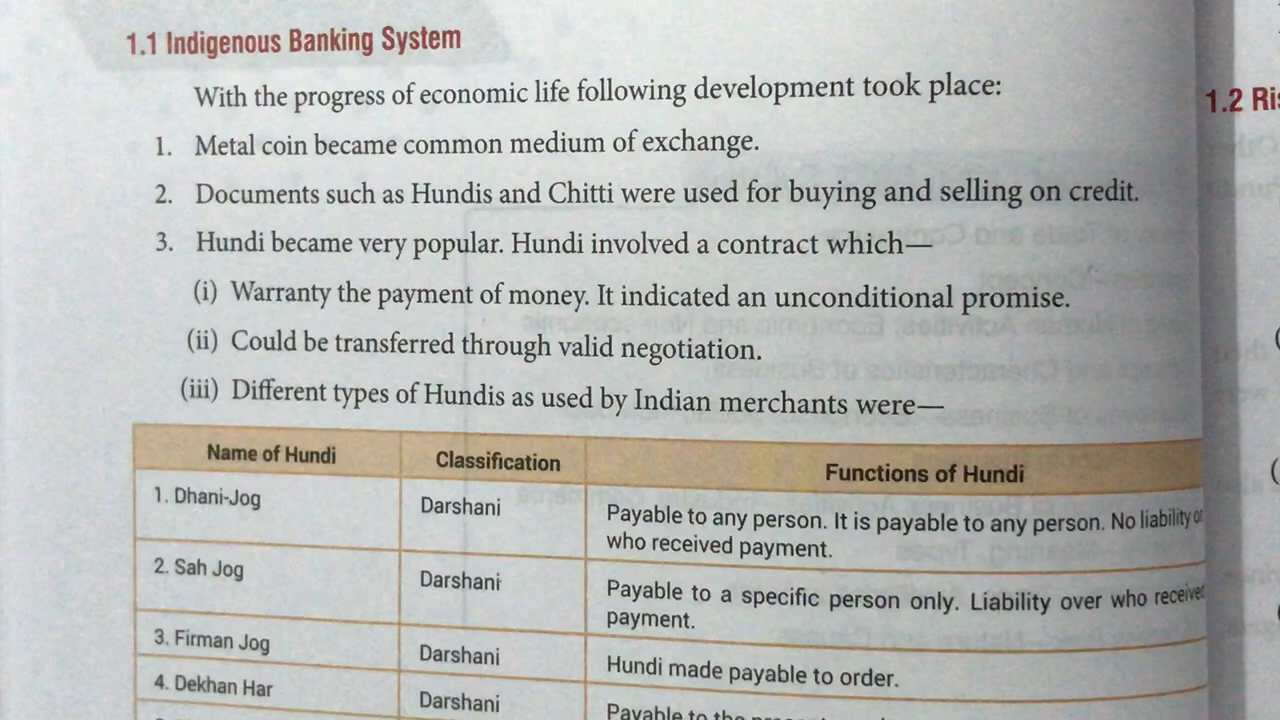 1.1 Indigenous Banking System
With the progress of economic life following development took place:
1. Metal coin became common medium of exchange.
2. Documents such as Hundis and Chitti were used for buying and selling on credit.
3. Hundi became very popular. Hundi involved a contract which—
(i) Warranty the payment of money. It indicated an unconditional promise.
(ii) Could be transferred through valid negotiation.
(iii) Different types of Hundis as used by Indian merchants were—
Name of Hundi Classification Functions of Hundi
1. Dhani-Jog Darshani Payable to any person. It is payable to any person. No liability
who received payment.
2. Sah Jog Darshani Payable to a specific person only. Liability over who received
payment.
3. Firman Jog Darshani Hundi made payable to order.
4. Dekhan Har Darshani Payable to the
1.2